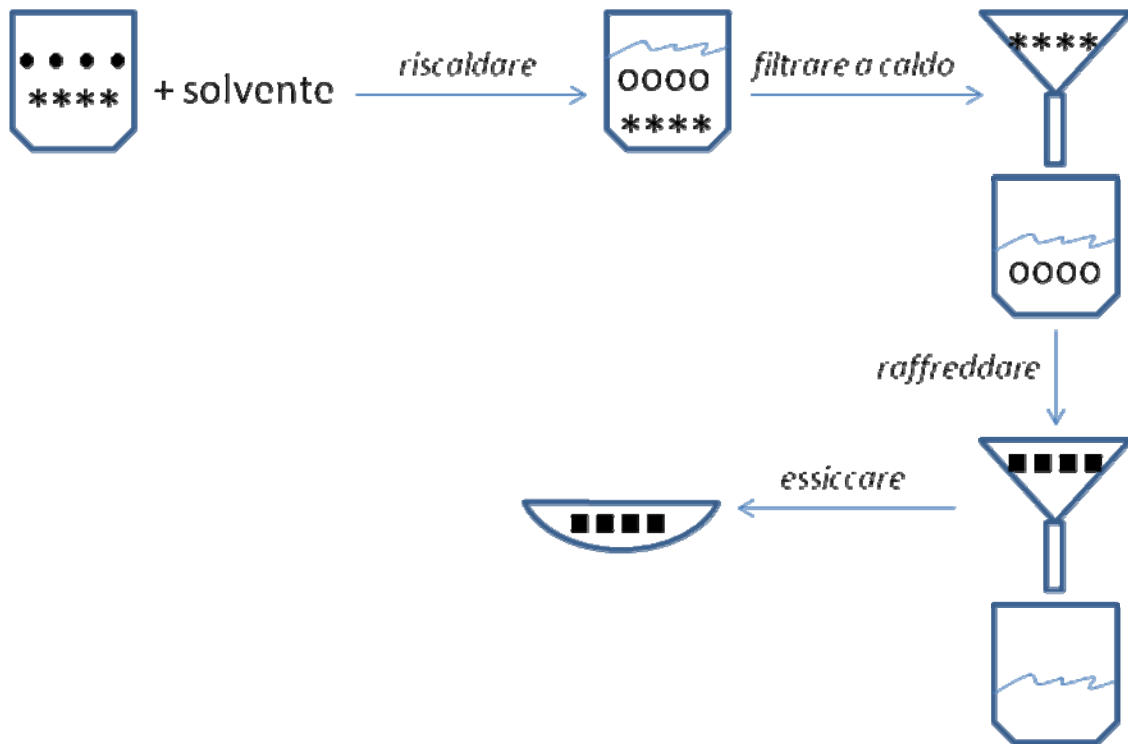 + solvente
riscaldare
filtrare a caldo
raffreddare
essiccare